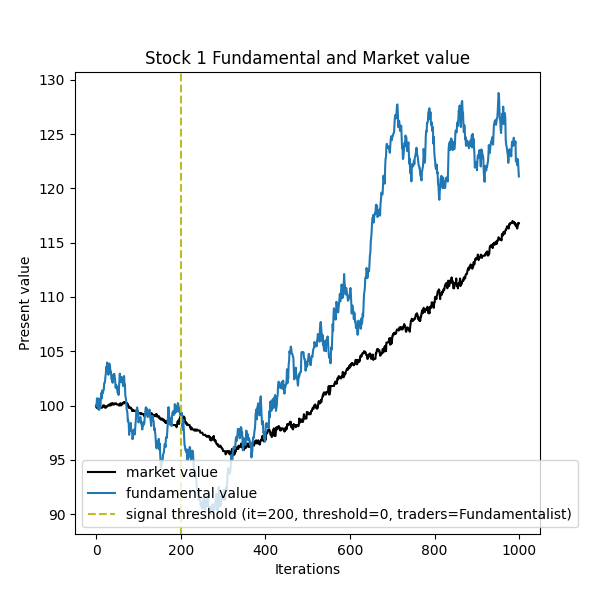 Stock 1 Fundamental and Market value
130
125
120
115
110
105
100
95
90
Present value
market value
fundamental value
signal threshold (it=200, threshold=0, traders=Fundamentalist)
0 200 400 600 800 1000
Iterations